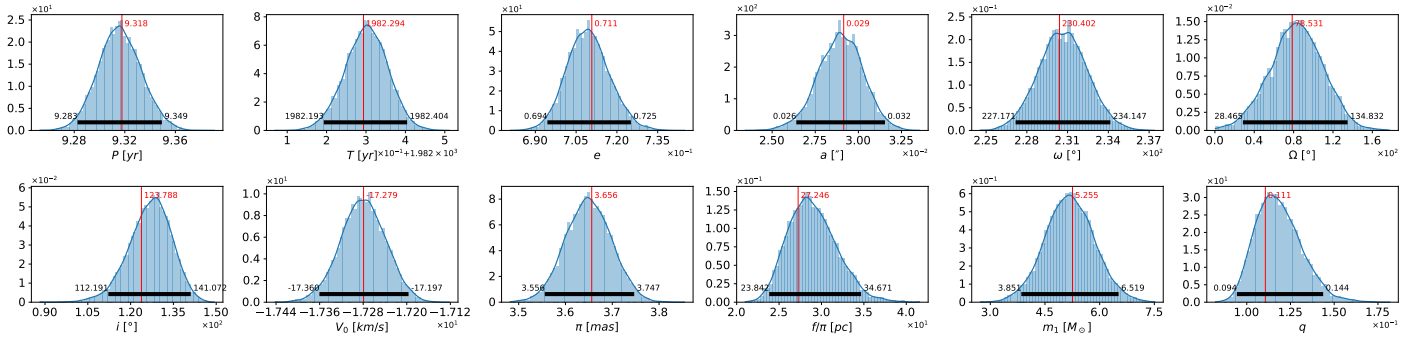 ×10¹ ×10¹ ×10¹ ×10² ×10⁻¹ ×10⁻²
2.5 2.0 1.5 1.0 0.5 0.0
9.318
9.283 9.349
9.28 9.32 9.36
P [yr]
8 6 4 2 0
1982.294
1982.193 1982.404
1 2 3 4 5
T [yr] ×10⁻¹+1.982×10³
6 5 4 3 2 1 0
0.711
0.694 0.725
6.90 7.05 7.20 7.35
e ×10⁻¹
3 2 1 0
0.029
0.026 0.032
2.50 2.75 3.00 3.25
a [″] ×10⁻²
2.5 2.0 1.5 1.0 0.5 0.0
230.402
227.171 234.147
2.25 2.28 2.31 2.34 2.37
ω [°] ×10²
1.50 1.25 1.00 0.75 0.50 0.25 0.00
78.531
28.465 134.832
0.0 0.4 0.8 1.2 1.6
Ω [°] ×10²
×10⁻² ×10¹ ×10⁻¹ ×10⁻¹ ×10¹
6 5 4 3 2 1 0
123.788
112.191 141.072
0.90 1.05 1.20 1.35 1.50
i [°] ×10²
1.0 0.8 0.6 0.4 0.2 0.0
-17.279
-17.360 -17.197
−1.744 −1.736 −1.728 −1.720 −1.712
V₀ [km/s] ×10¹
8 6 4 2 0
3.656
3.556 3.747
3.5 3.6 3.7 3.8
π [mas]
1.50 1.25 1.00 0.75 0.50 0.25 0.00
27.246
23.842 34.671
2.0 2.5 3.0 3.5 4.0
f/π [pc] ×10¹
6 5 4 3 2 1 0
5.255
3.851 6.519
3.0 4.5 6.0 7.5
m₁ [M⊙]
3.0 2.5 2.0 1.5 1.0 0.5 0.0
0.111
0.094 0.144
1.00 1.25 1.50 1.75
q ×10⁻¹